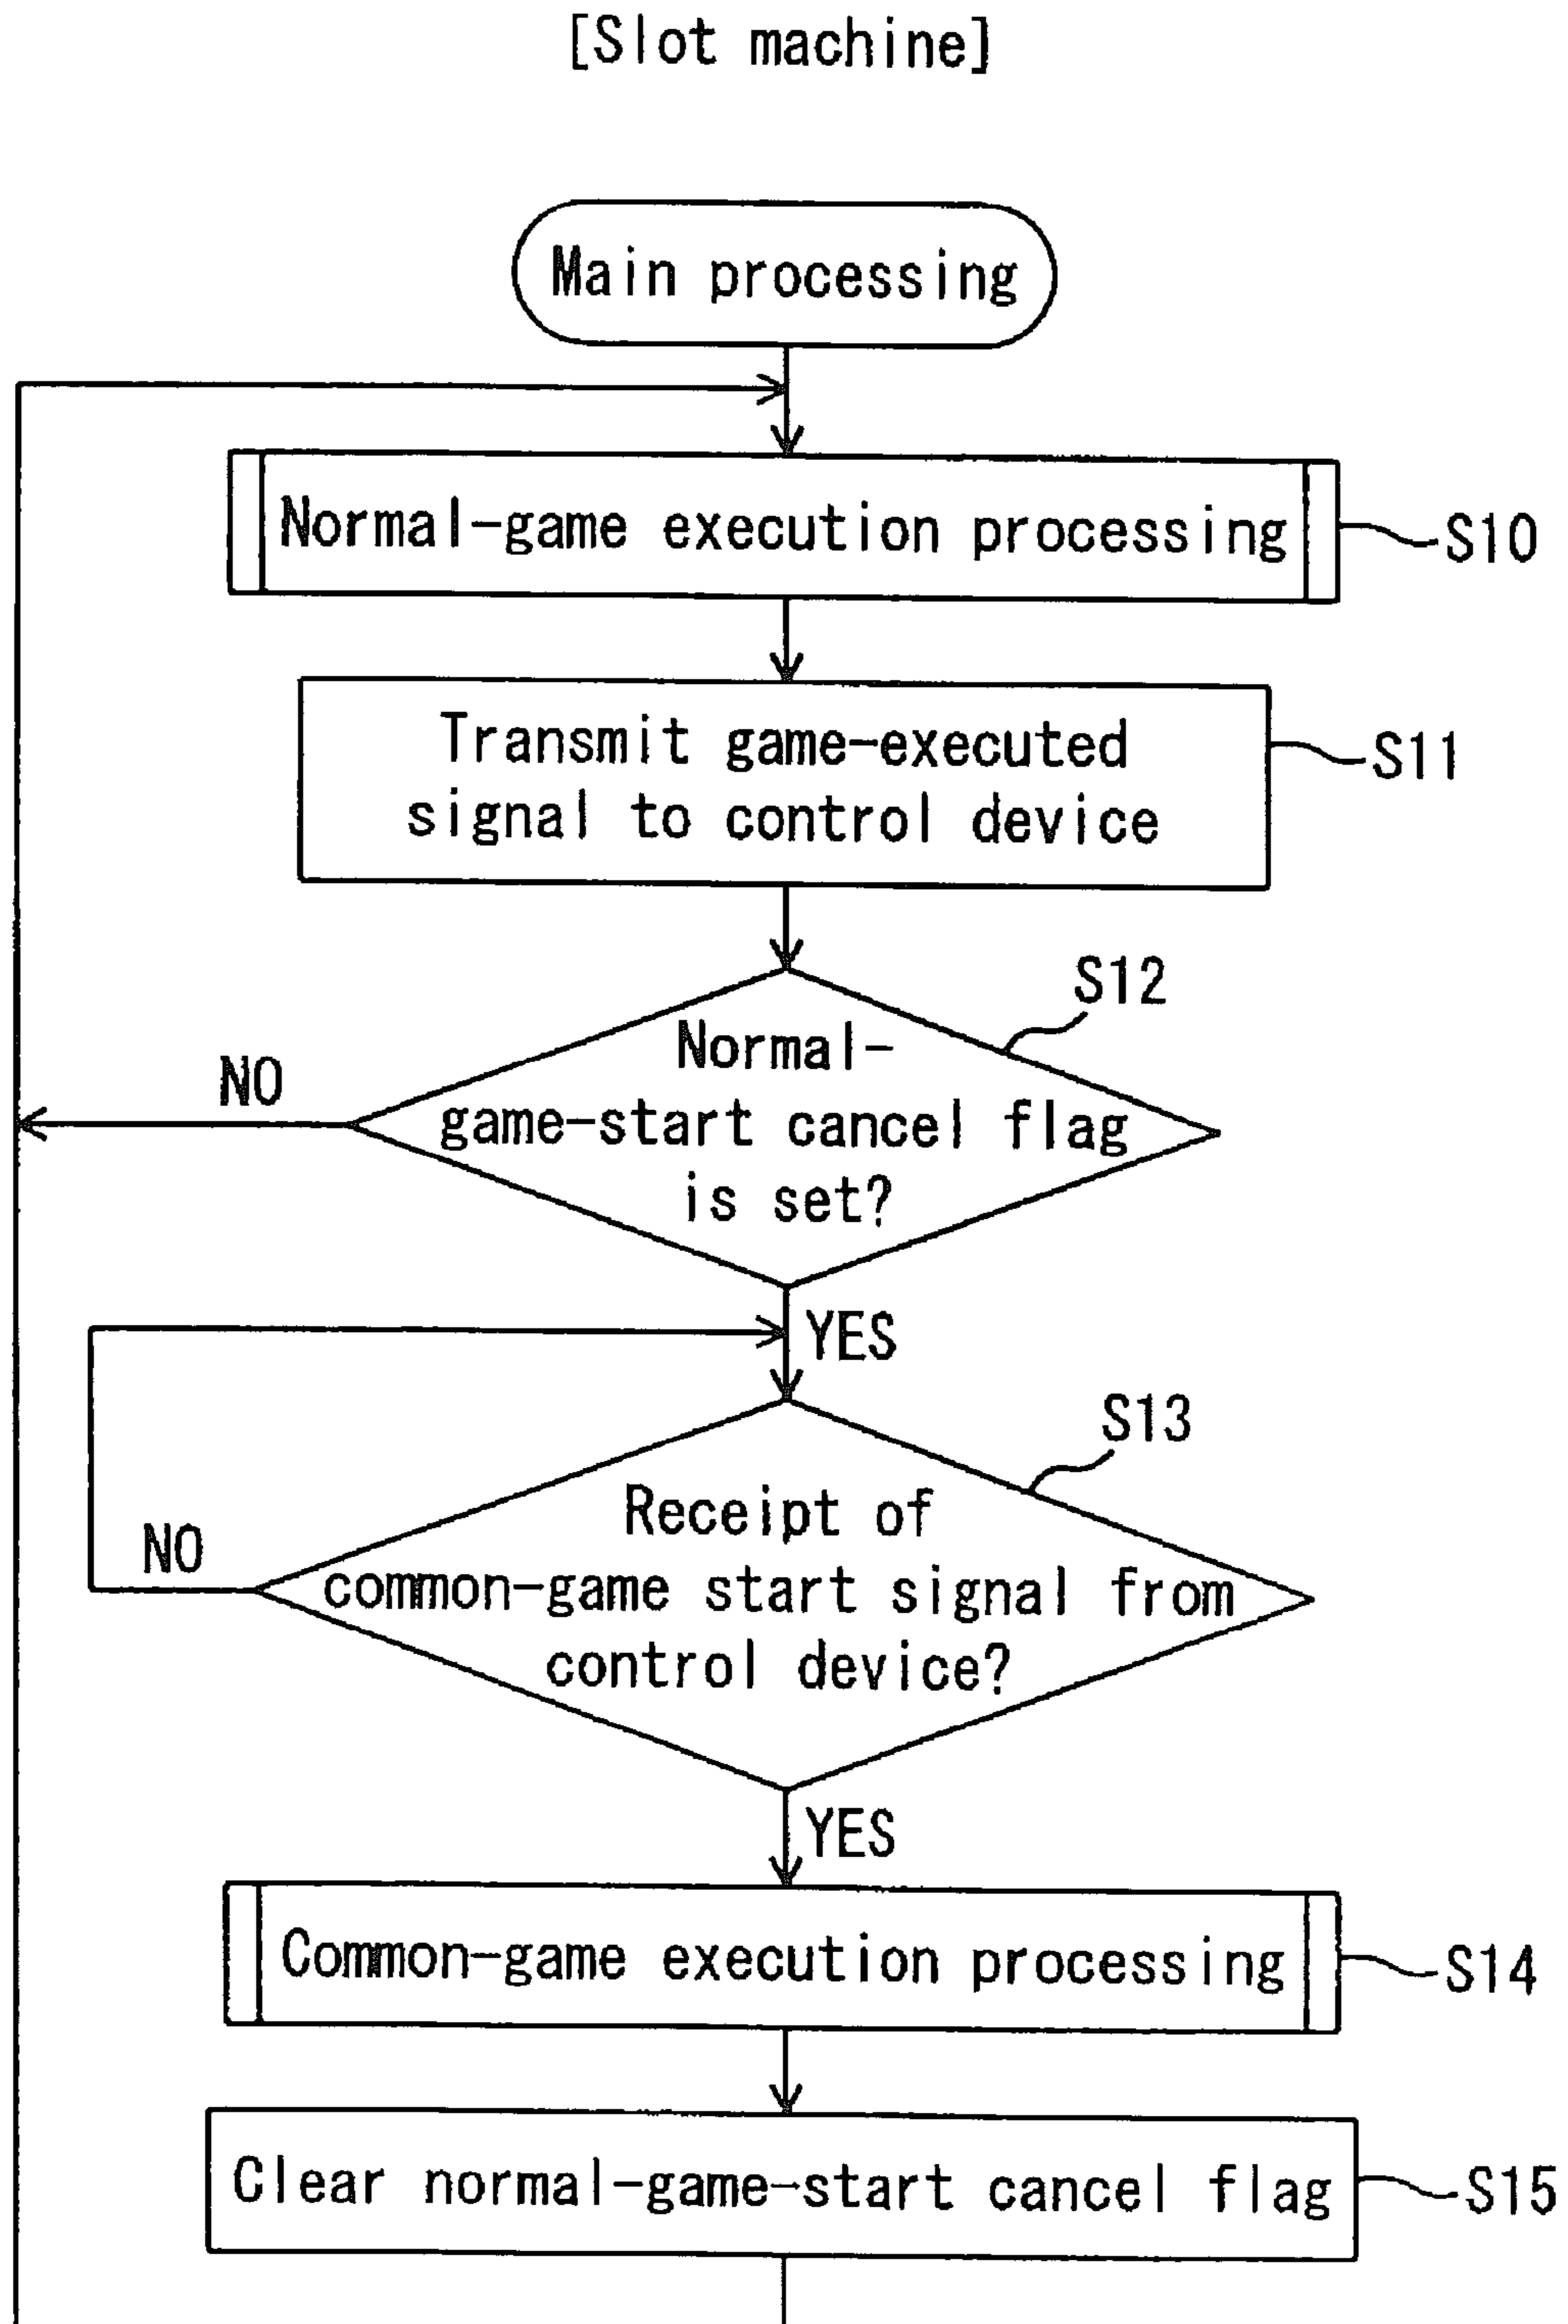 [Slot machine]
Main processing
Normal-game execution processing
S10
Transmit game-executed
signal to control device
S11
S12
Normal-
game-start cancel flag
is set?
NO
YES
S13
Receipt of
common-game start signal from
control device?
NO
YES
Common-game execution processing
S14
Clear normal-game-start cancel flag
S15